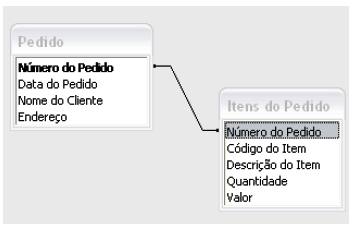 Pedido
Número do Pedido
Data do Pedido
Nome do Cliente
Endereço
Itens do Pedido
Número do Pedido
Código do Item
Descrição do Item
Quantidade
Valor